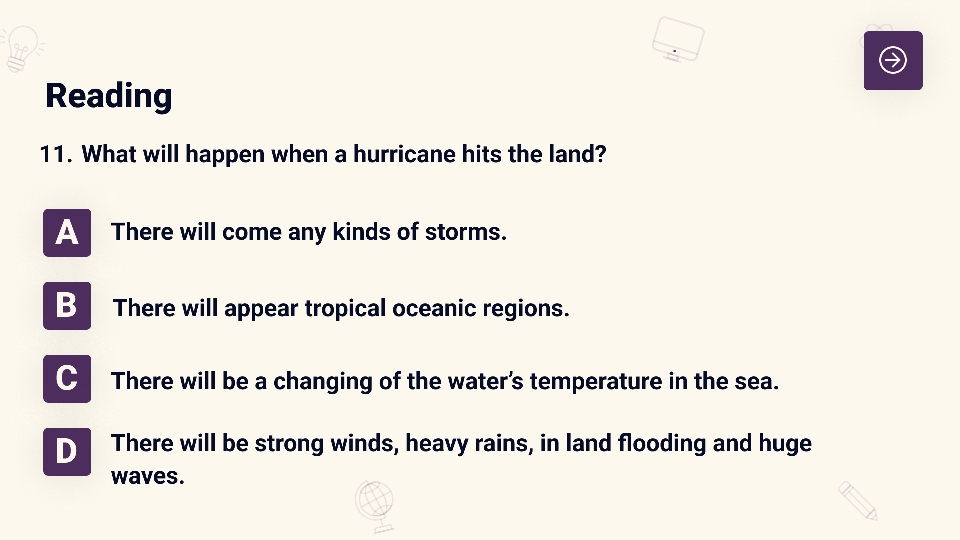 Reading
11. What will happen when a hurricane hits the land?
A There will come any kinds of storms.
B There will appear tropical oceanic regions.
C There will be a changing of the water’s temperature in the sea.
D There will be strong winds, heavy rains, in land flooding and huge
waves.